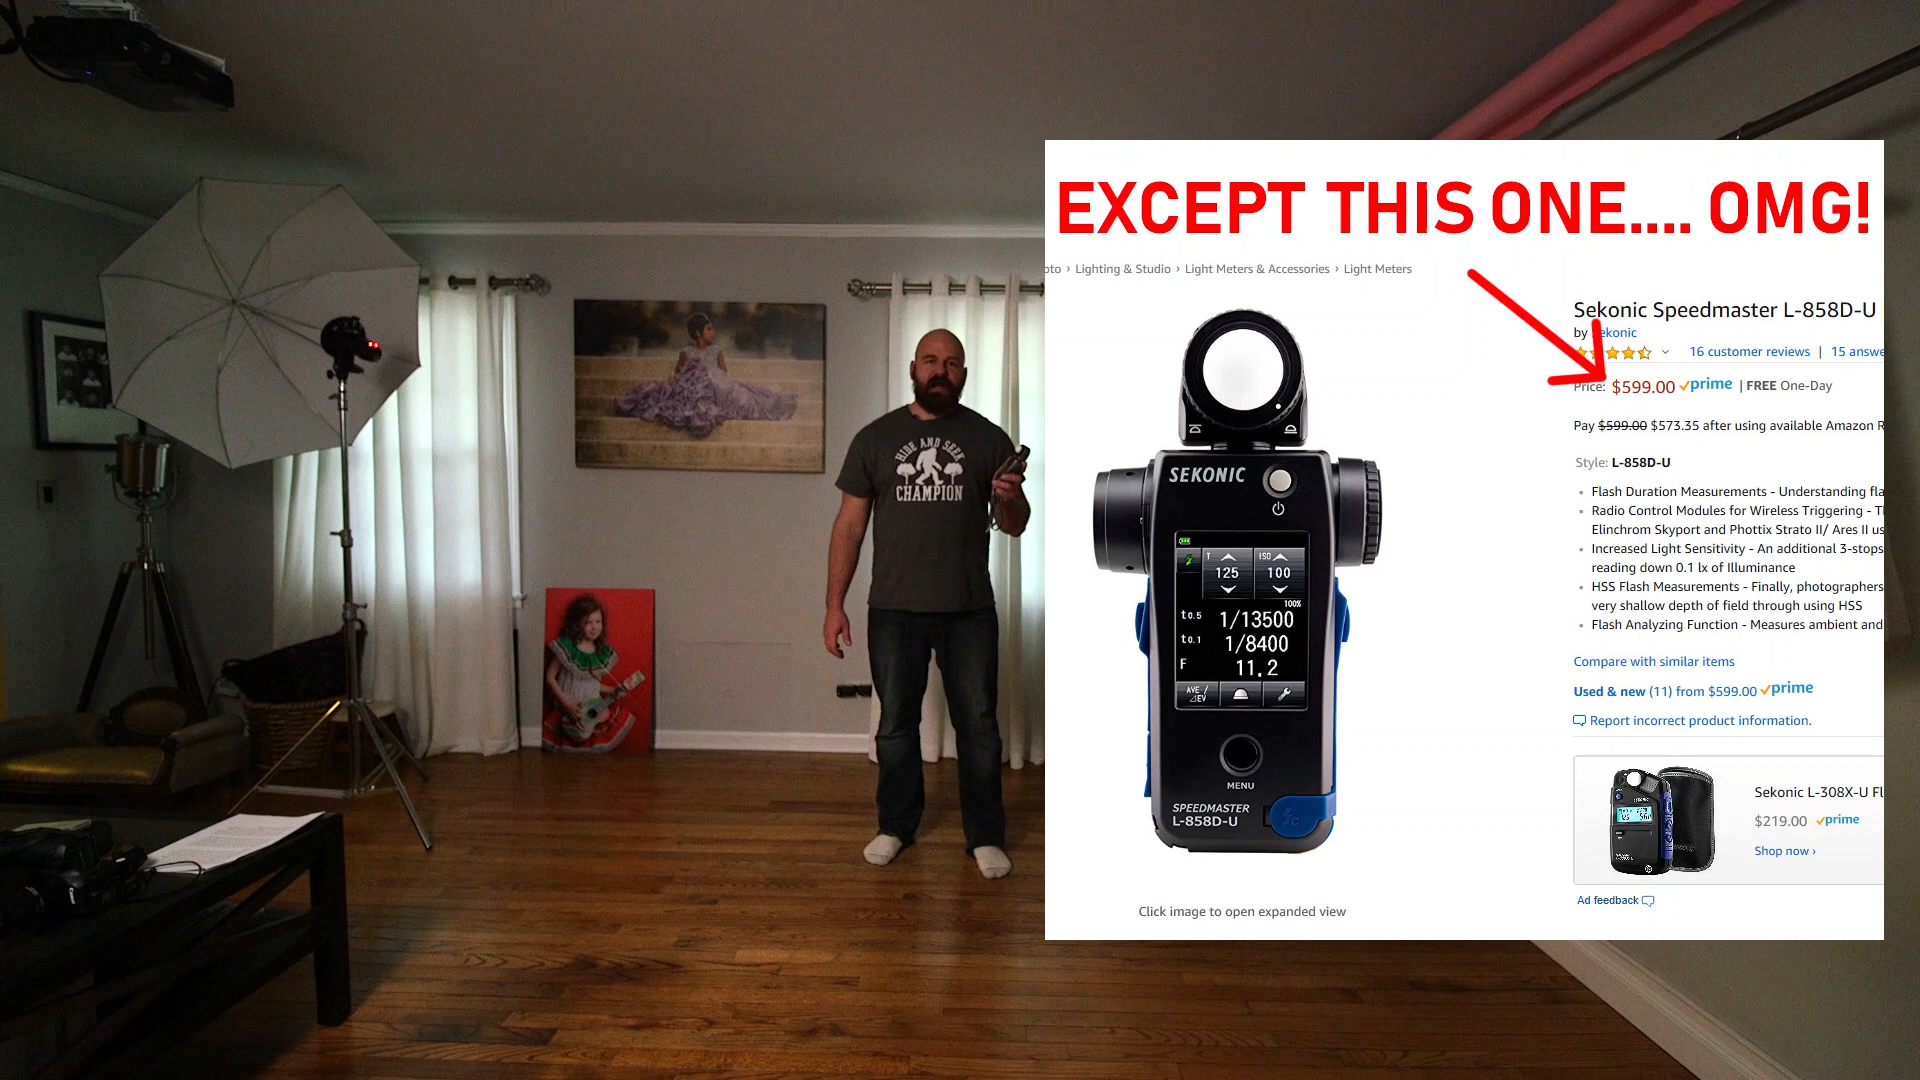 EXCEPT THIS ONE.... OMG!
oto › Lighting & Studio › Light Meters & Accessories › Light Meters
Sekonic Speedmaster L-858D-U
by Sekonic
16 customer reviews | 15 answe
Price: $599.00 prime | FREE One-Day
Pay $599.00 $573.35 after using available Amazon R
Style: L-858D-U
• Flash Duration Measurements - Understanding fla
• Radio Control Modules for Wireless Triggering - T
Elinchrom Skyport and Phottix Strato II/ Ares II us
• Increased Light Sensitivity - An additional 3-stops
reading down 0.1 lx of Illuminance
• HSS Flash Measurements - Finally, photographers
very shallow depth of field through using HSS
• Flash Analyzing Function - Measures ambient and
Compare with similar items
Used & new (11) from $599.00 prime
Report incorrect product information.
Sekonic L-308X-U Fl
$219.00 prime
Shop now ›
Ad feedback
SEKONIC
T ISO
125 100
100%
t0.5 1/13500
t0.1 1/8400
F 11.2
AVE/
⊿EV
MENU
SPEEDMASTER
L-858D-U
Click image to open expanded view
HIDE AND SEEK
CHAMPION